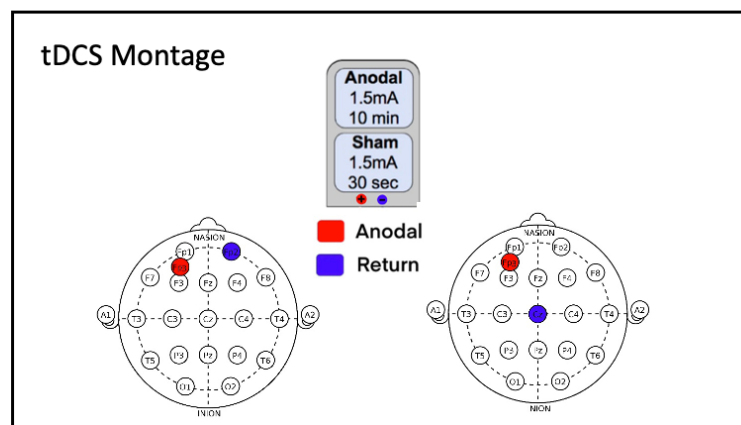 tDCS Montage
Anodal
1.5mA
10 min
Sham
1.5mA
30 sec
+ −
Anodal
Return
NASION
Fp1 Fp2
F7 F3 Fz F4 F8
A1 T3 C3 Cz C4 T4 A2
T5 P3 Pz P4 T6
O1 O2
INION
NASION
Fp1 Fp2
F7 F3 Fz F4 F8
A1 T3 C3 Cz C4 T4 A2
T5 P3 Pz P4 T6
O1 O2
NION